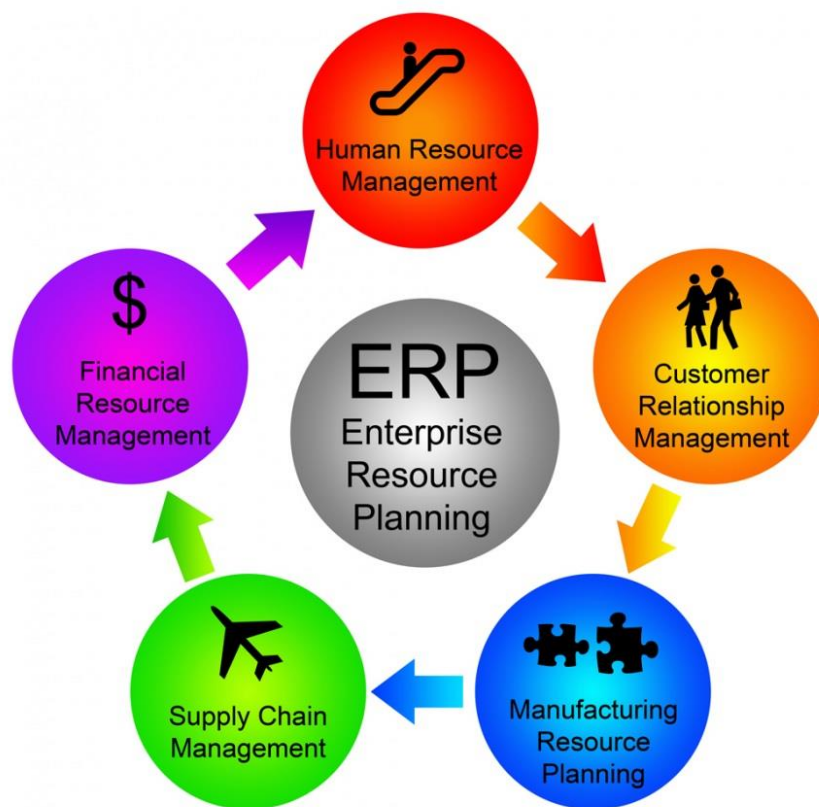 Human Resource
Management
Customer
Relationship
Management
Manufacturing
Resource
Planning
Supply Chain
Management
$
Financial
Resource
Management
ERP
Enterprise
Resource
Planning